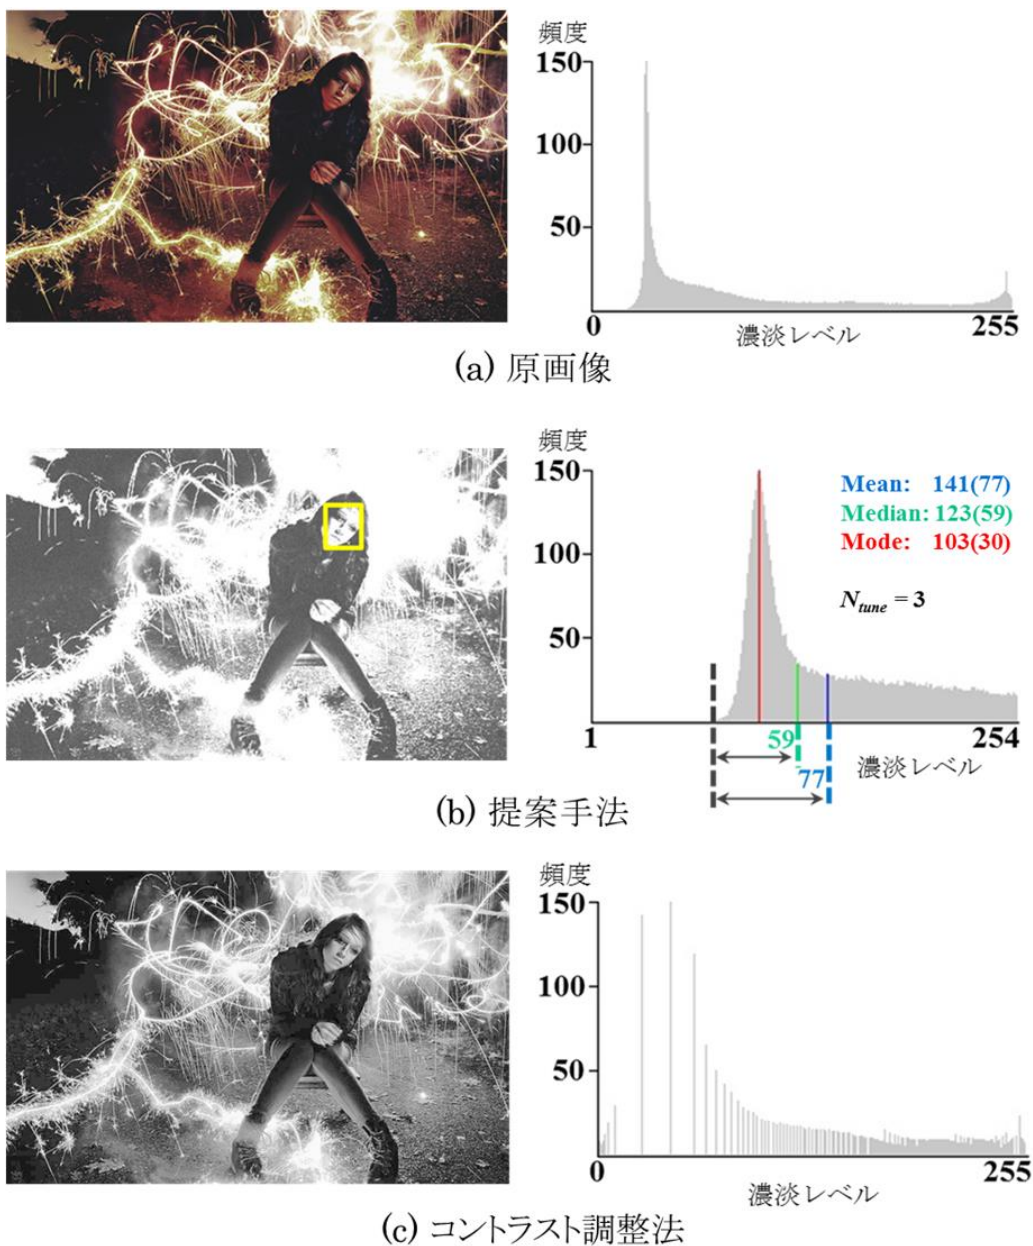 頻度
150
100
50
0
255
濃淡レベル
(a) 原画像
頻度
150
100
50
Mean: 141(77)
Median: 123(59)
Mode: 103(30)
N_tune = 3
1
59
254
77
濃淡レベル
(b) 提案手法
頻度
150
100
50
0
255
濃淡レベル
(c) コントラスト調整法